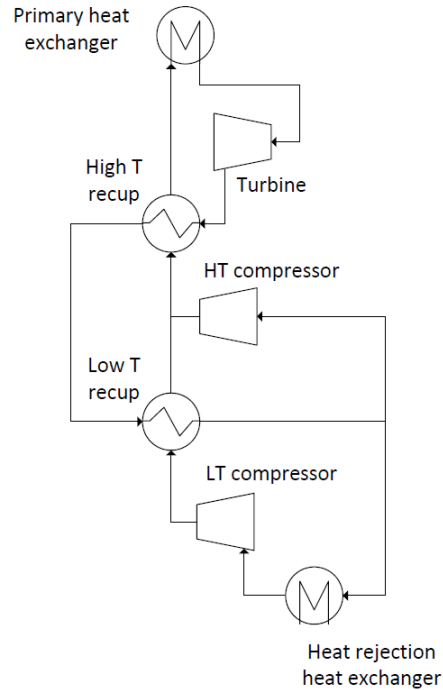 Primary heat
exchanger
High T
recup
Turbine
HT compressor
Low T
recup
LT compressor
Heat rejection
heat exchanger